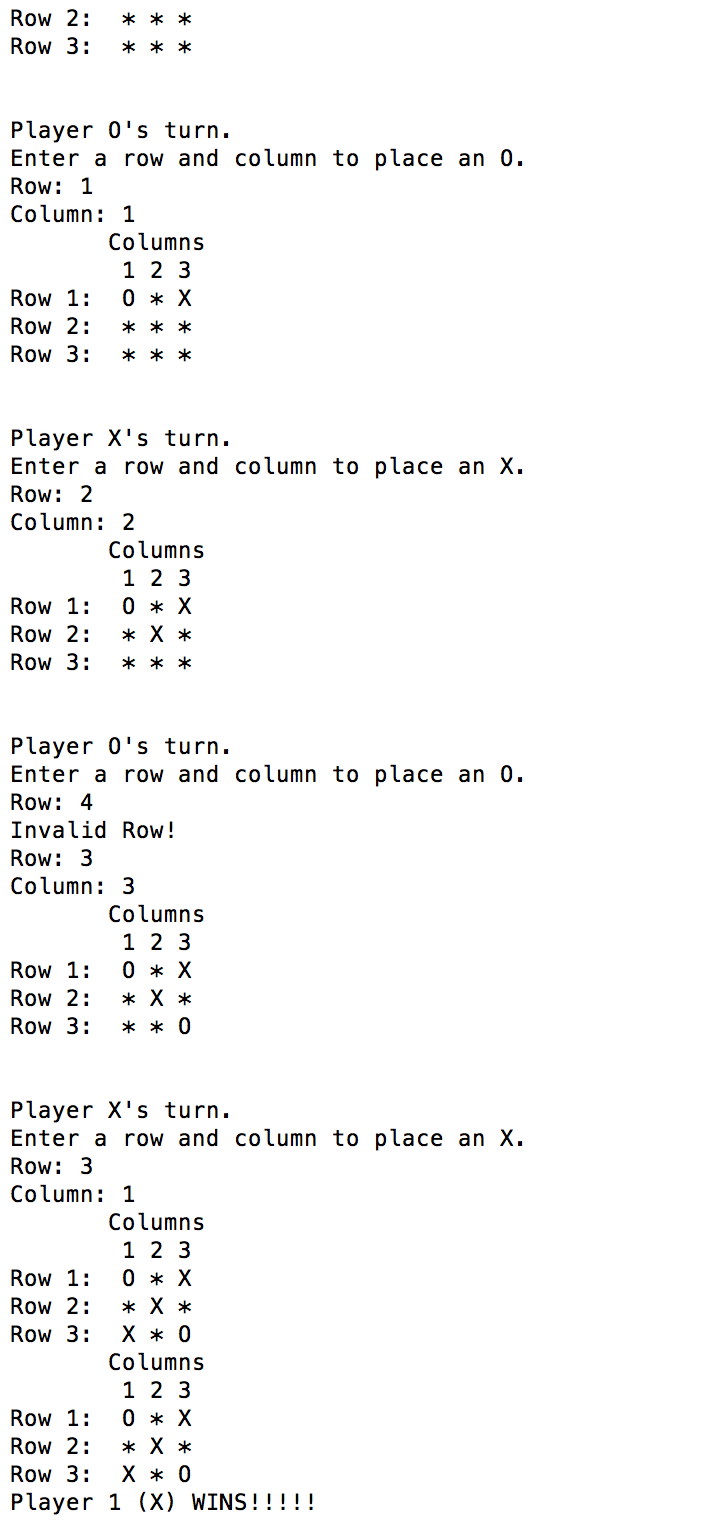 Row 2:  * * *
Row 3:  * * *
Player O's turn.
Enter a row and column to place an O.
Row: 1
Column: 1
       Columns
        1 2 3
Row 1:  O * X
Row 2:  * * *
Row 3:  * * *
Player X's turn.
Enter a row and column to place an X.
Row: 2
Column: 2
       Columns
        1 2 3
Row 1:  O * X
Row 2:  * X *
Row 3:  * * *
Player O's turn.
Enter a row and column to place an O.
Row: 4
Invalid Row!
Row: 3
Column: 3
       Columns
        1 2 3
Row 1:  O * X
Row 2:  * X *
Row 3:  * * O
Player X's turn.
Enter a row and column to place an X.
Row: 3
Column: 1
       Columns
        1 2 3
Row 1:  O * X
Row 2:  * X *
Row 3:  X * O
       Columns
        1 2 3
Row 1:  O * X
Row 2:  * X *
Row 3:  X * O
Player 1 (X) WINS!!!!!